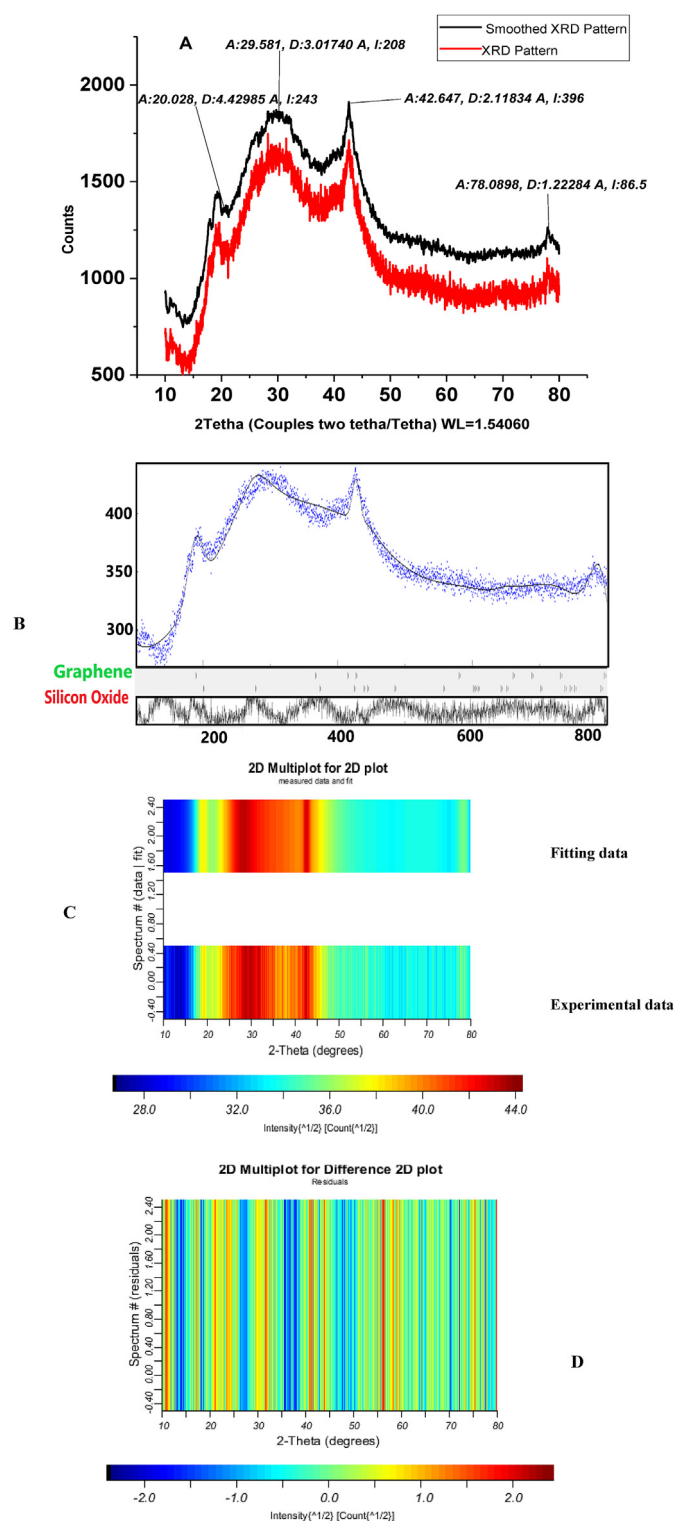 A
Smoothed XRD Pattern
XRD Pattern
A:29.581, D:3.01740 A, I:208
A:20.028, D:4.42985 A, I:243
A:42.647, D:2.11834 A, I:396
A:78.0898, D:1.22284 A, I:86.5
2000
1500
1000
500
Counts
10 20 30 40 50 60 70 80
2Tetha (Couples two tetha/Tetha) WL=1.54060
B
400
350
300
Graphene
Silicon Oxide
200 400 600 800
2D Multiplot for 2D plot
measured data and fit
C
Spectrum # (data | fit)
2.40
2.00
1.60
1.20
0.80
0.40
0.00
-0.40
Fitting data
Experimental data
10 20 30 40 50 60 70 80
2-Theta (degrees)
28.0 32.0 36.0 40.0 44.0
Intensity{^1/2} [Count{^1/2}]
2D Multiplot for Difference 2D plot
Residuals
Spectrum # (residuals)
2.40
2.00
1.60
1.20
0.80
0.40
0.00
-0.40
D
10 20 30 40 50 60 70 80
2-Theta (degrees)
-2.0 -1.0 0.0 1.0 2.0
Intensity{^1/2} [Count{^1/2}]